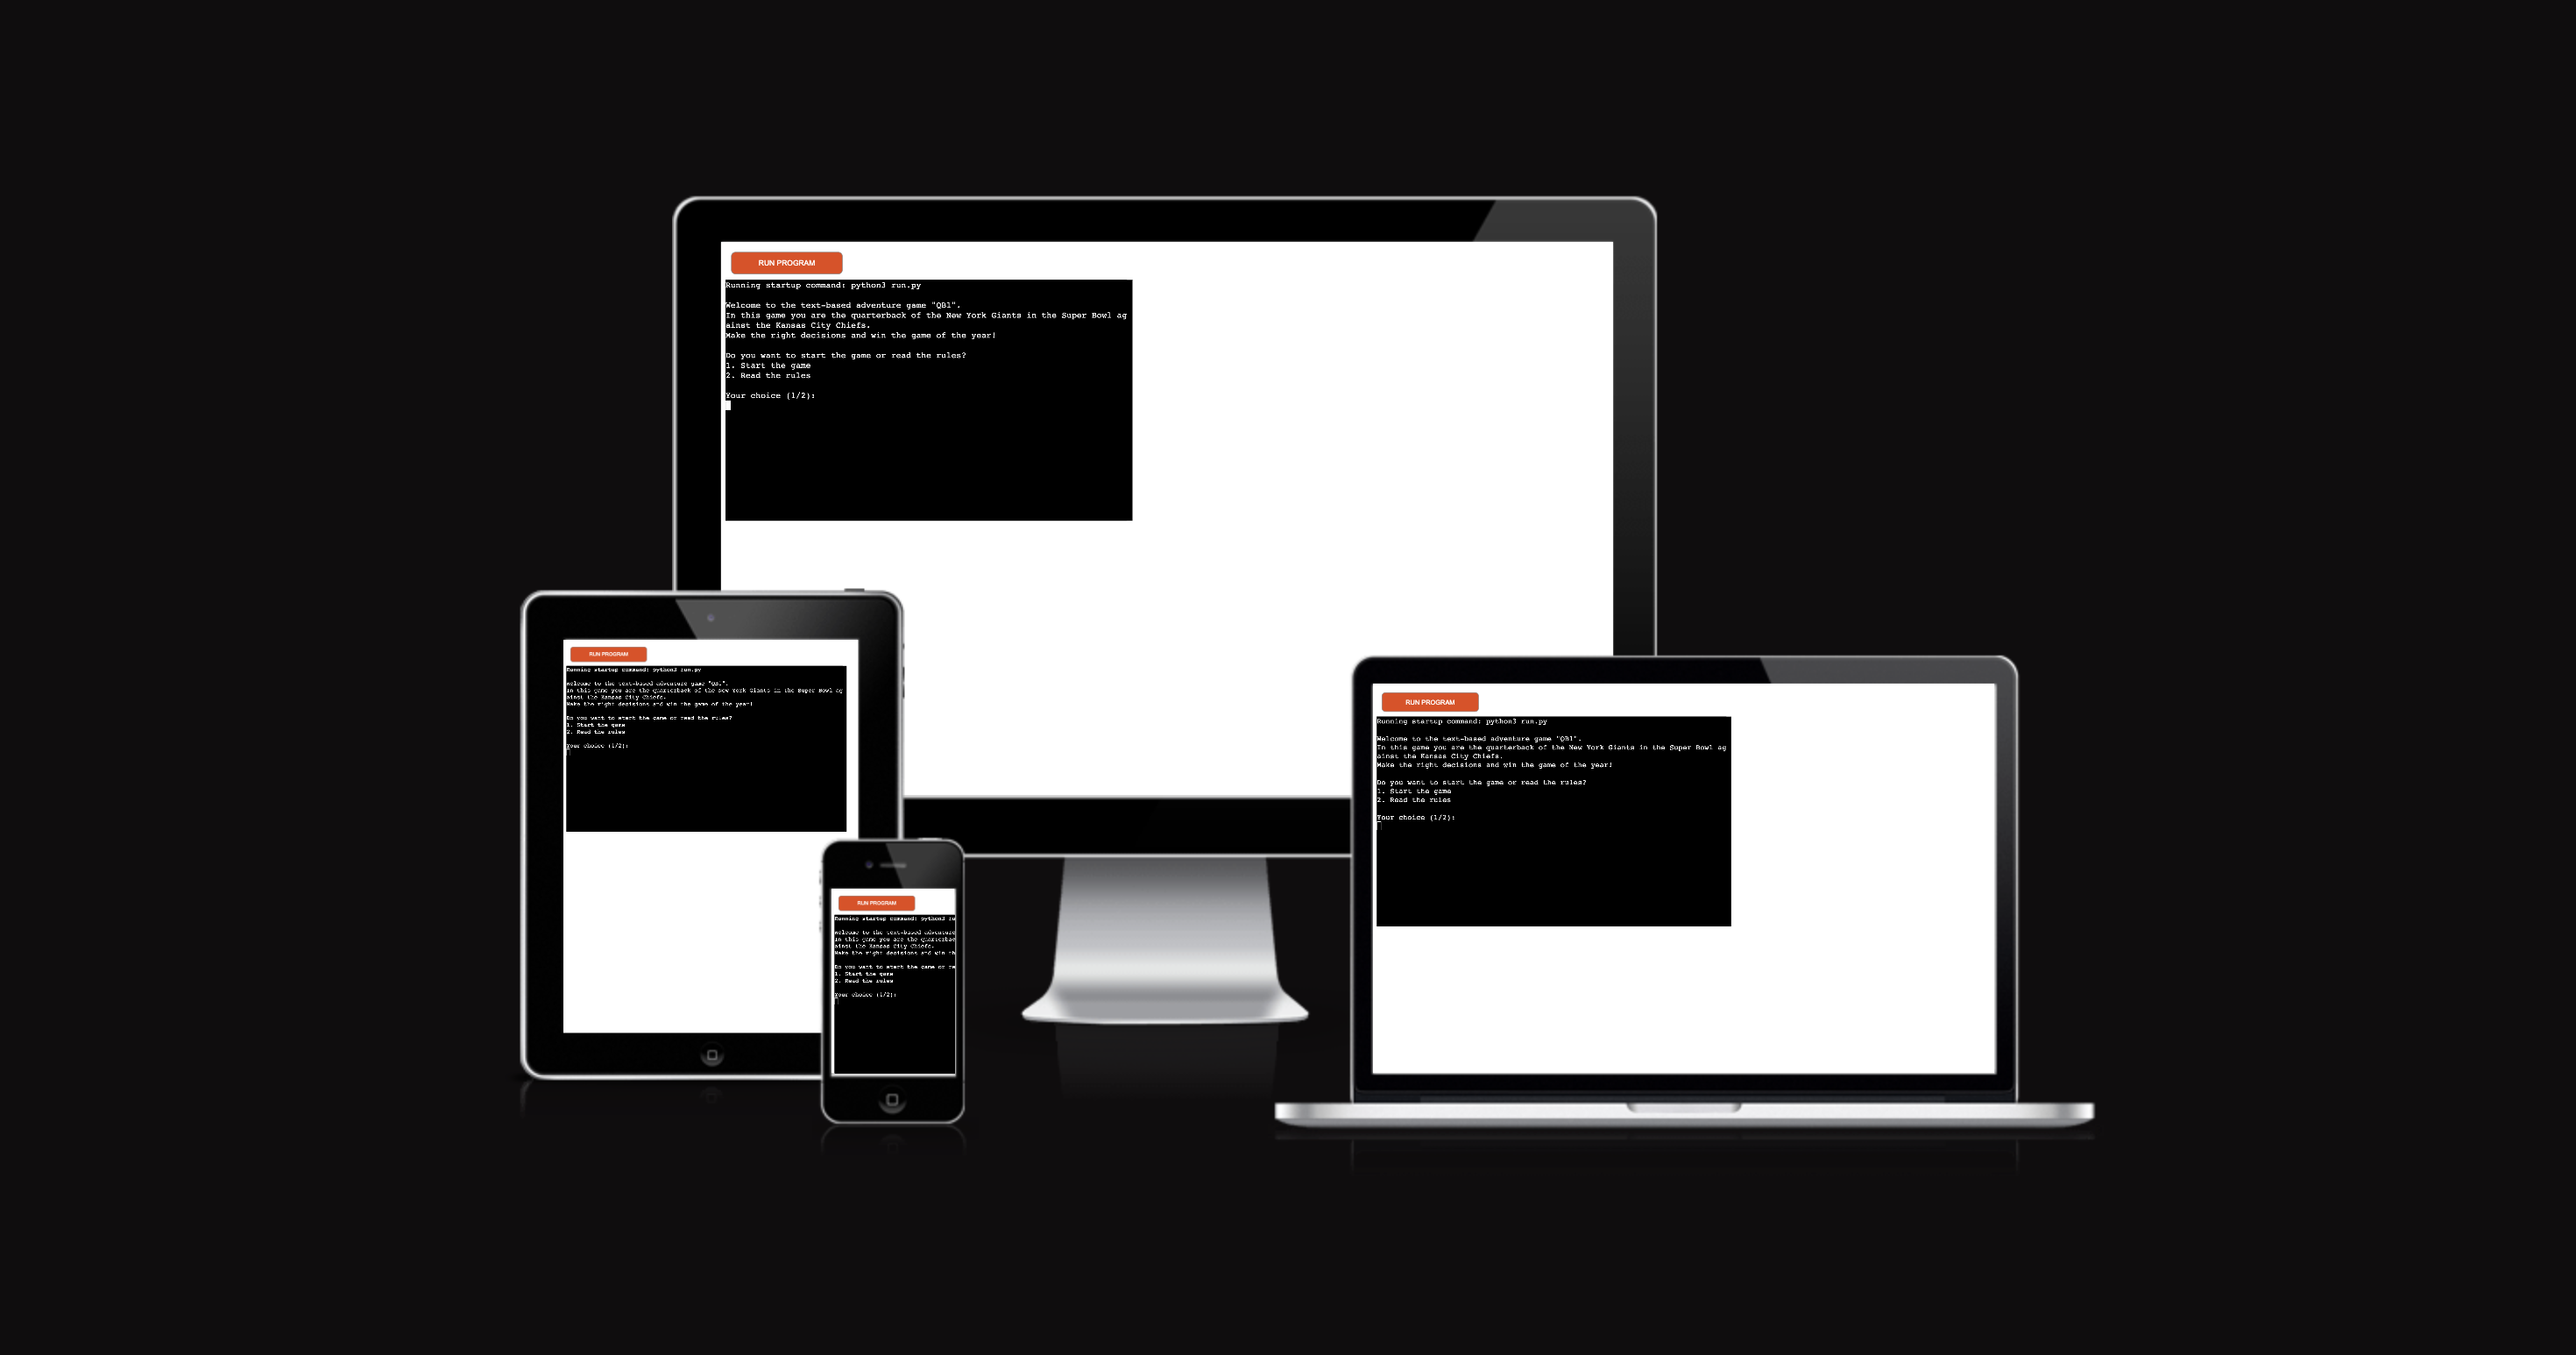 RUN PROGRAM
Running startup command: python3 run.py
Welcome to the text-based adventure game "QB1".
In this game you are the quarterback of the New York Giants in the Super Bowl ag
ainst the Kansas City Chiefs.
Make the right decisions and win the game of the year!
Do you want to start the game or read the rules?
1. Start the game
2. Read the rules
Your choice (1/2):
RUN PROGRAM
Running startup command: python3 run.py
Welcome to the text-based adventure game "QB1".
In this game you are the quarterback of the New York Giants in the Super Bowl ag
ainst the Kansas City Chiefs.
Make the right decisions and win the game of the year!
Do you want to start the game or read the rules?
1. Start the game
2. Read the rules
Your choice (1/2):
RUN PROGRAM
Running startup command: python3 ru
Welcome to the text-based adventure
In this game you are the quarterbac
ainst the Kansas City Chiefs.
Make the right decisions and win th
Do you want to start the game or re
1. Start the game
2. Read the rules
Your choice (1/2):
RUN PROGRAM
Running startup command: python3 run.py
Welcome to the text-based adventure game "QB1".
In this game you are the quarterback of the New York Giants in the Super Bowl ag
ainst the Kansas City Chiefs.
Make the right decisions and win the game of the year!
Do you want to start the game or read the rules?
1. Start the game
2. Read the rules
Your choice (1/2):